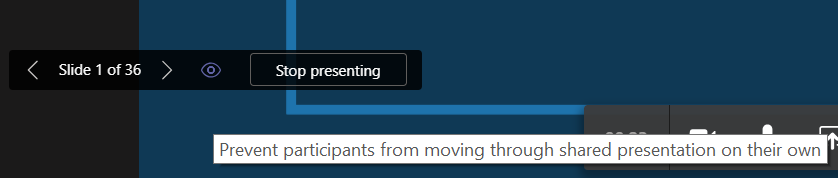 Slide 1 of 36
Stop presenting
Prevent participants from moving through shared presentation on their own